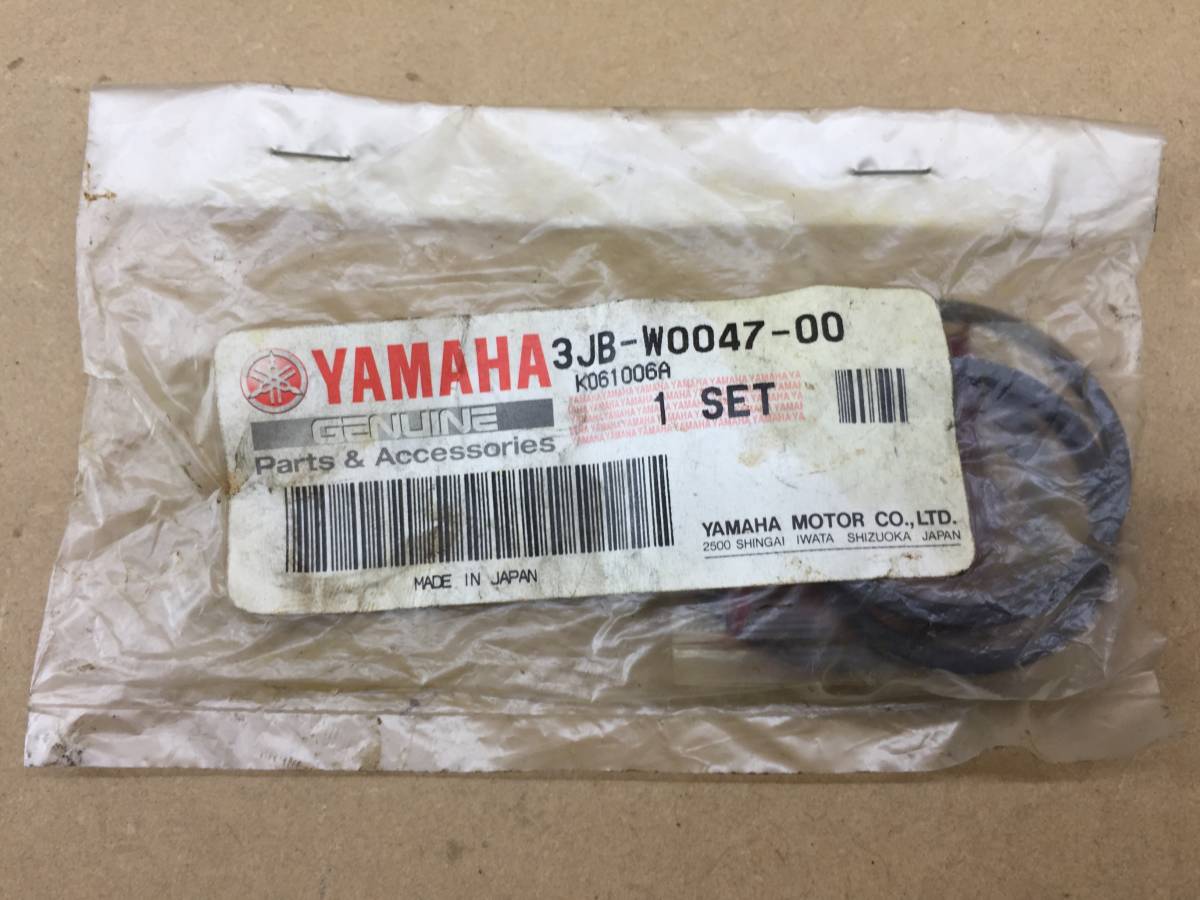 YAMAHA 3JB-W0047-00
K061006A
GENUINE
1 SET
Parts & Accessories
YAMAHA MOTOR CO.,LTD.
2500 SHINGAI IWATA SHIZUOKA JAPAN
MADE IN JAPAN